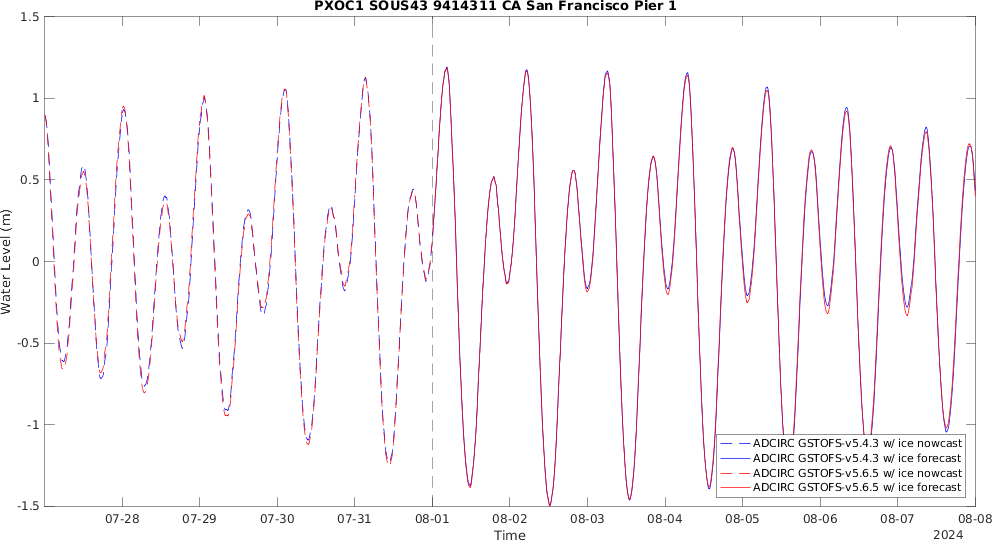 PXOC1 SOUS43 9414311 CA San Francisco Pier 1
Water Level (m)
1.5
1
0.5
0
-0.5
-1
-1.5
ADCIRC GSTOFS-v5.4.3 w/ ice nowcast
ADCIRC GSTOFS-v5.4.3 w/ ice forecast
ADCIRC GSTOFS-v5.6.5 w/ ice nowcast
ADCIRC GSTOFS-v5.6.5 w/ ice forecast
07-28 07-29 07-30 07-31 08-01 08-02 08-03 08-04 08-05 08-06 08-07 08-08
Time
2024